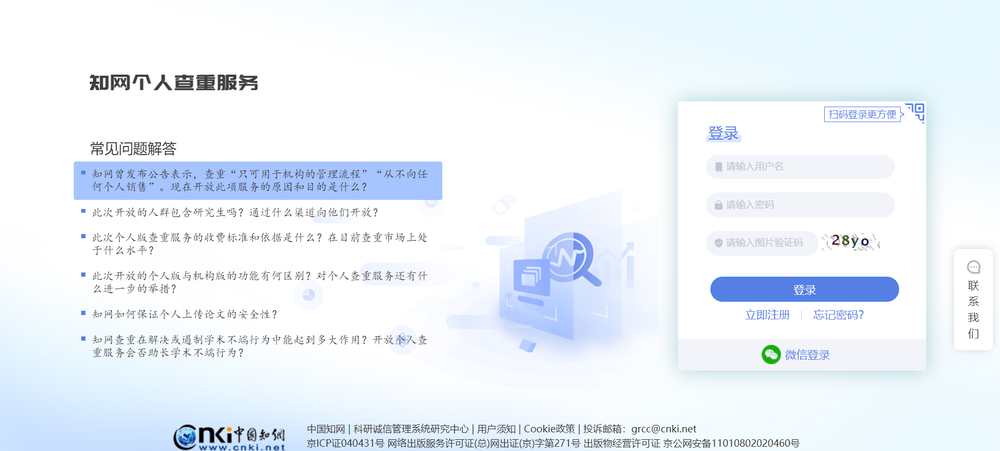 知网个人查重服务
常见问题解答
知网曾发布公告表示，查重“只可用于机构的管理流程”“从不向任
何个人销售”。现在开放此项服务的原因和目的是什么？
此次开放的人群包含研究生吗？通过什么渠道向他们开放？
此次个人版查重服务的收费标准和依据是什么？在目前查重市场上处
于什么水平？
此次开放的个人版与机构版的功能有何区别？对个人查重服务还有什
么进一步的举措？
知网如何保证个人上传论文的安全性？
知网查重在解决或遏制学术不端行为中能起到多大作用？开放个人查
重服务会否助长学术不端行为？
扫码登录更方便
登录
请输入用户名
请输入密码
请输入图片验证码
28yo
登录
立即注册 | 忘记密码?
微信登录
联
系
我
们
cnki中国知網
www.cnki.net
中国知网 | 科研诚信管理系统研究中心 | 用户须知 | Cookie政策 | 投诉邮箱：grcc@cnki.net
京ICP证040431号 网络出版服务许可证(总)网出证(京)字第271号 出版物经营许可证 京公网安备11010802020460号